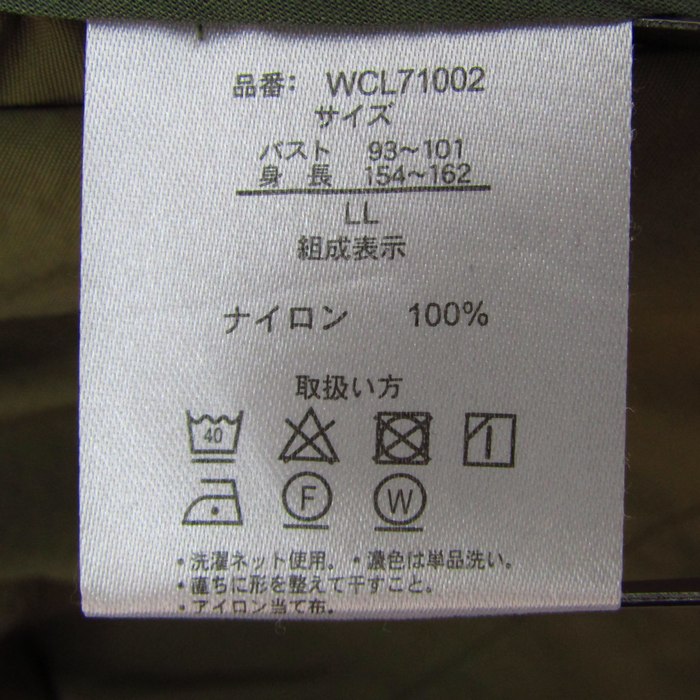 品番： WCL71002
サイズ
バスト 93～101
身 長 154～162
LL
組成表示
ナイロン 100%
取扱い方
40
F W
・洗濯ネット使用。・濃色は単品洗い。
・直ちに形を整えて干すこと。
・アイロン当て布。